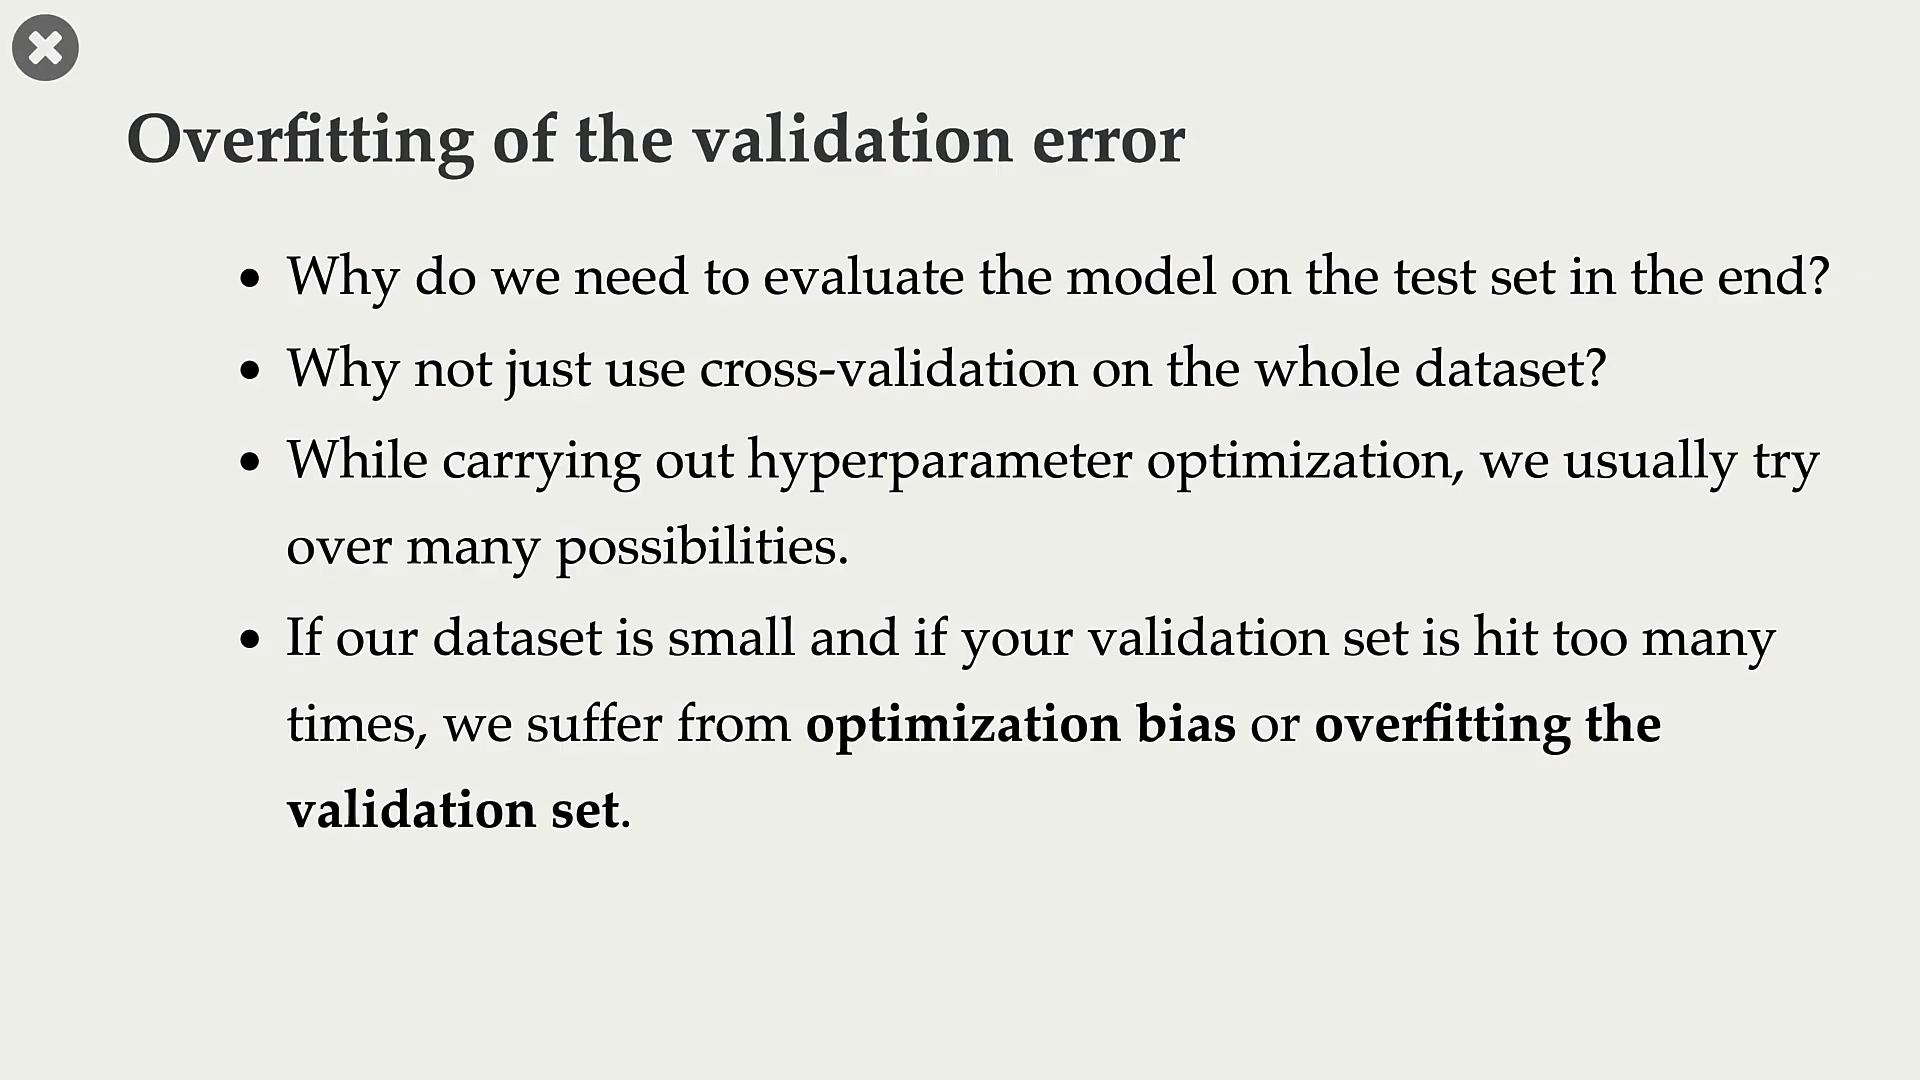 Overfitting of the validation error
• Why do we need to evaluate the model on the test set in the end?
• Why not just use cross-validation on the whole dataset?
• While carrying out hyperparameter optimization, we usually try
over many possibilities.
• If our dataset is small and if your validation set is hit too many
times, we suffer from optimization bias or overfitting the
validation set.